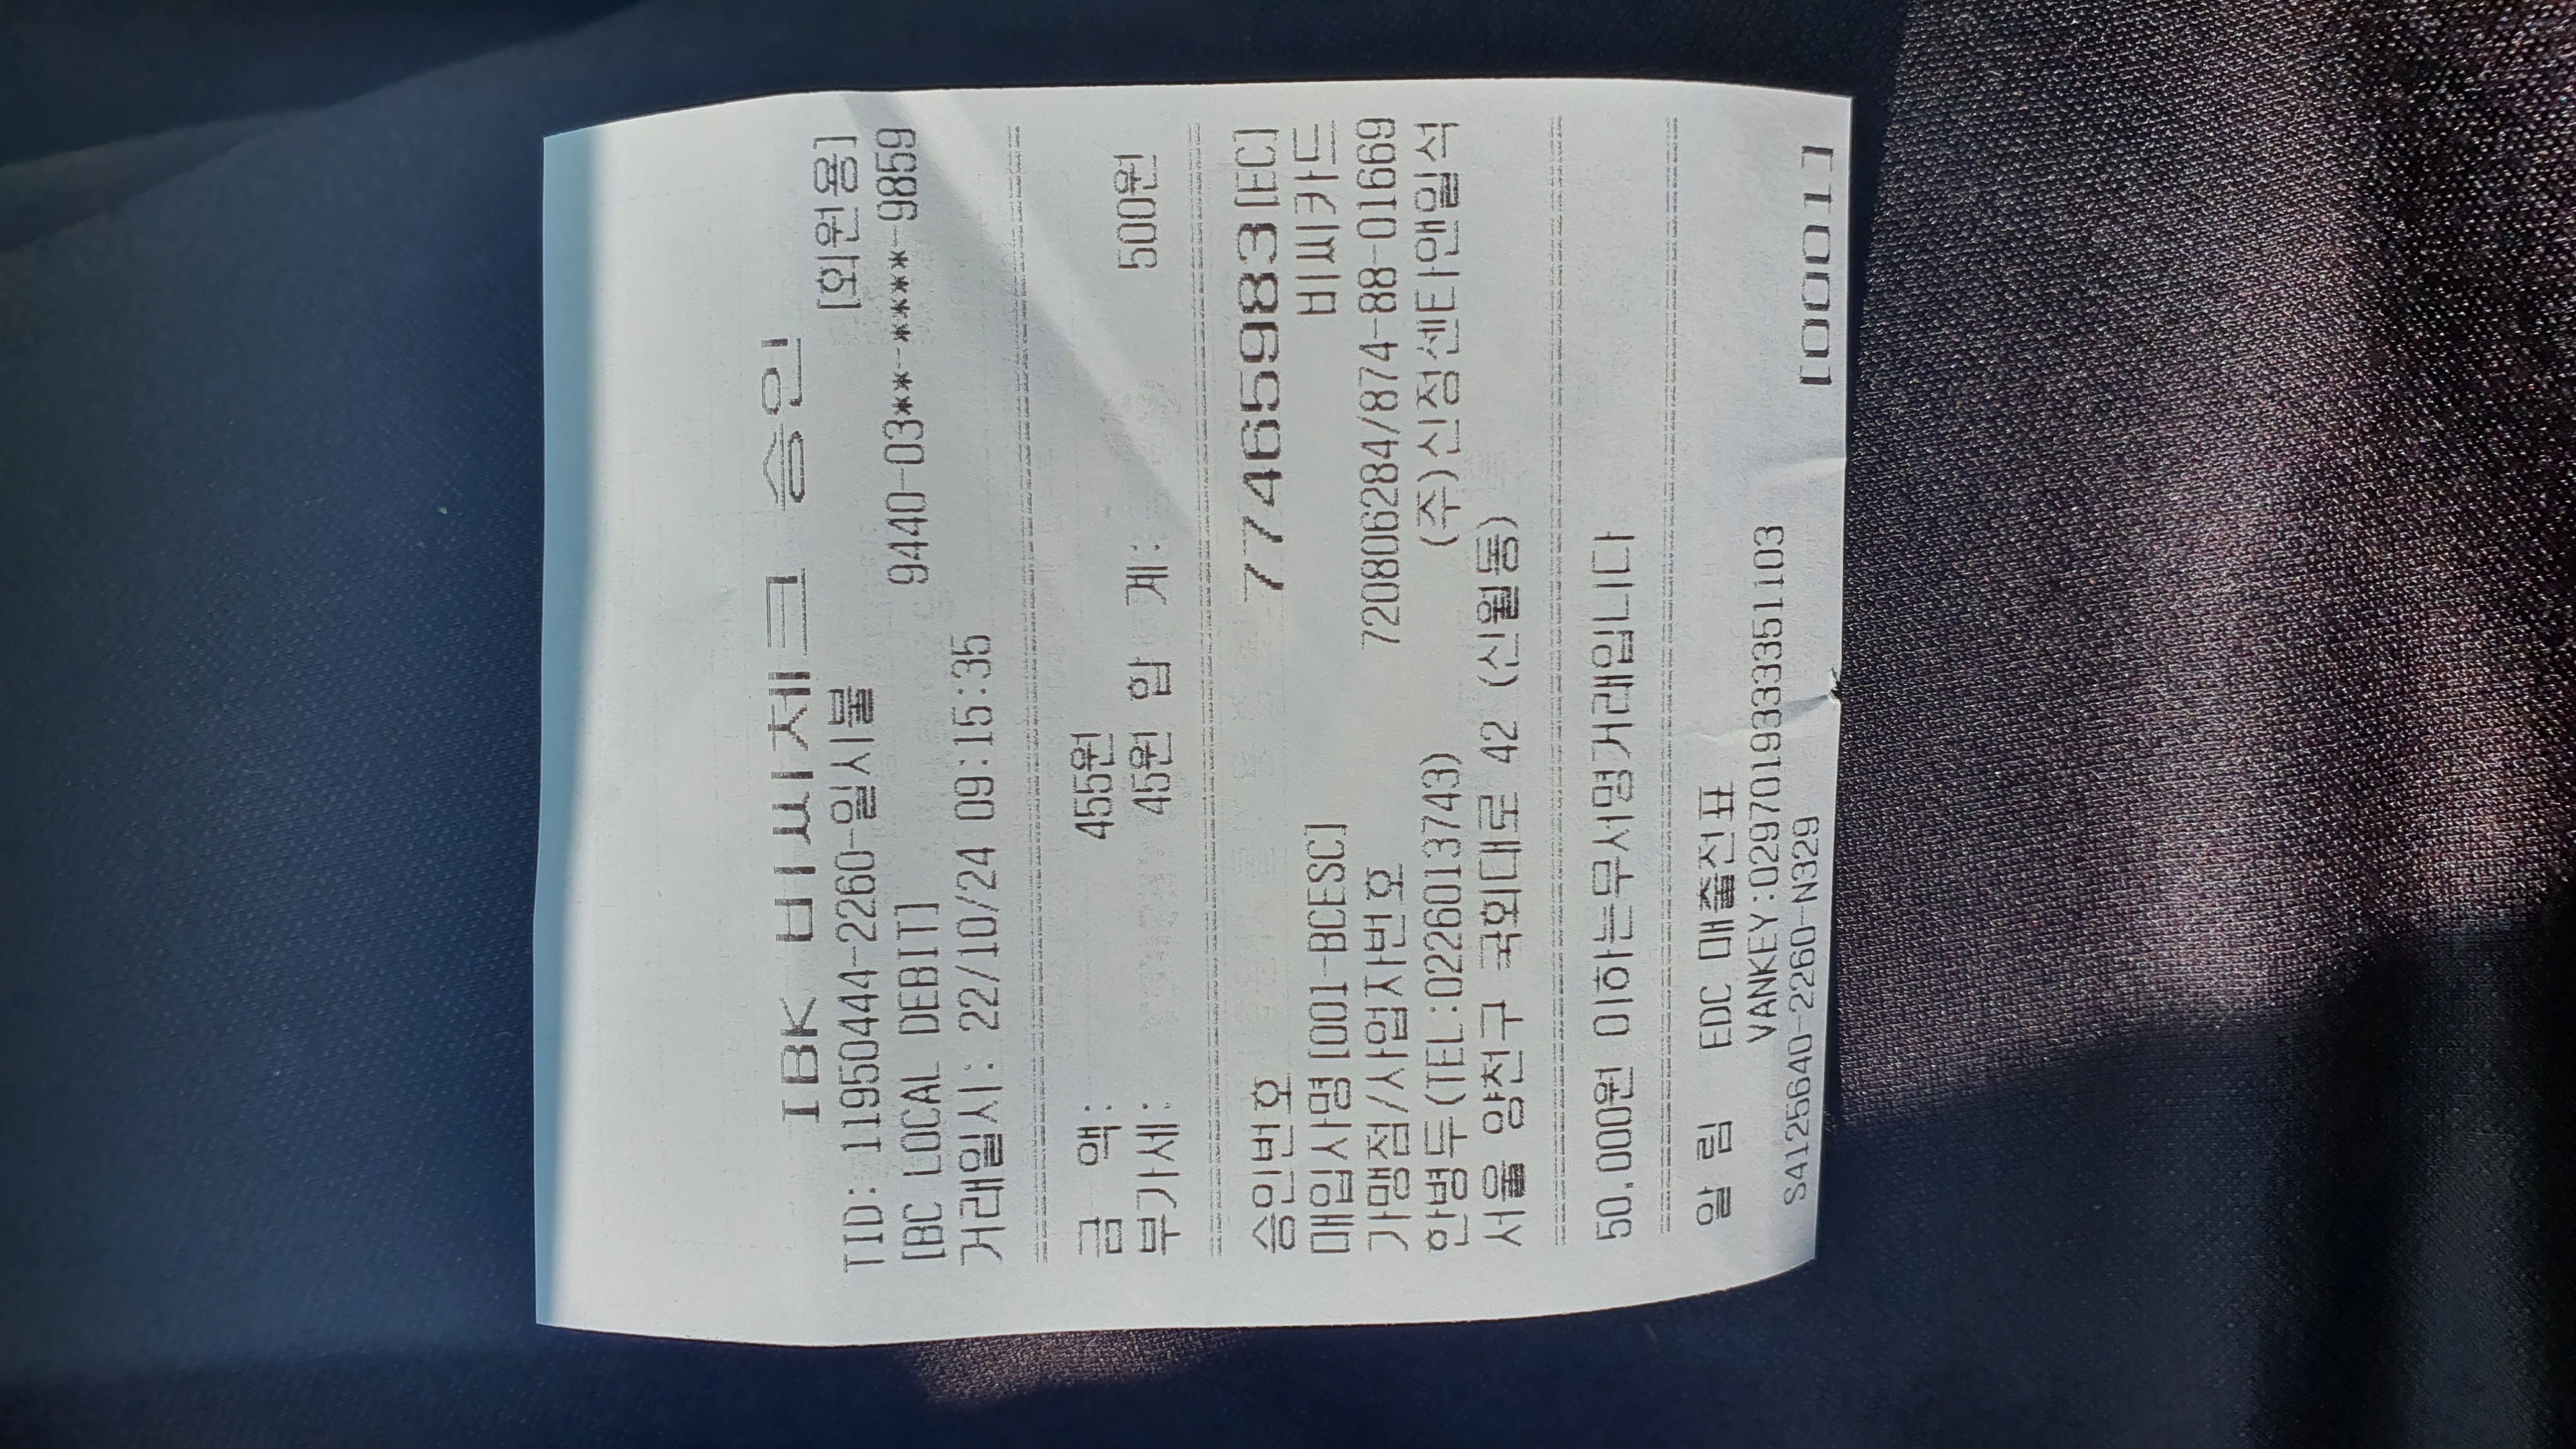 IBK 비씨체크 승인
TID: 11950444-2260-일시불 [회원용]
[BC LOCAL DEBIT] 9440-03**-****-9859
거래일시: 22/10/24 09:15:35
금 액: 455원
부가세: 45원 합 계: 500원
승인번호 77465983[EC]
매입사명[001-BCESC] 비씨카드
가맹점/사업자번호 720806284/874-88-01669
한병두(TEL:0226013743) (주)신정센타앤일석
서울 양천구 국회대로 42 (신월동)
50,000원 이하는무서명거래입니다
알 림 EDC 매출전표
VANKEY:0297019333351103
S4125640-2260-N329 [0001]